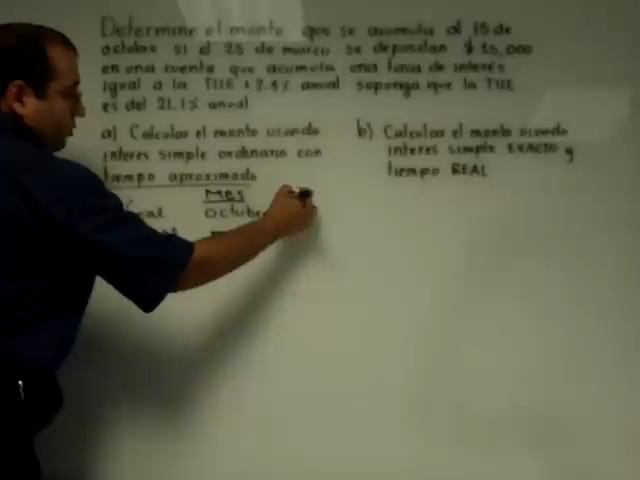 Determine el monto que se acumula al 15 de
octubre si el 25 de marzo se depositan $ 15,000
en una cuenta que acumula una tasa de interés
igual a la TIIE +2.4% anual suponga que la TIIE
es del 21.1% anual
a) Calcular el monto usando
interes simple ordinario con
tiempo aproximado
b) Calcular el monto usando
interes simple EXACTO y
tiempo REAL
Mes
octubre